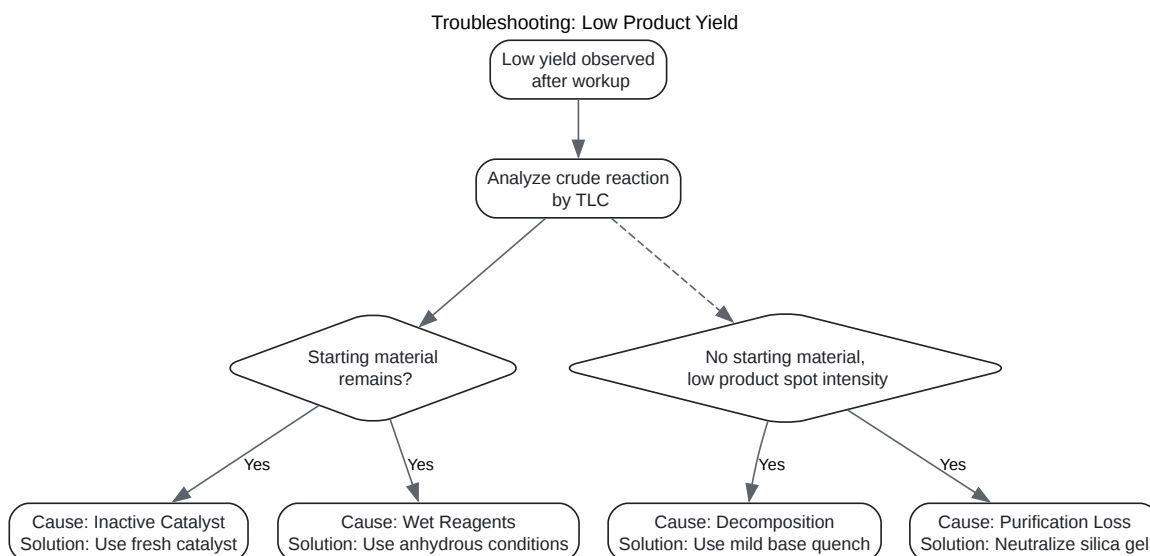 Troubleshooting: Low Product Yield
Low yield observed
after workup
Analyze crude reaction
by TLC
Starting material
remains?
No starting material,
low product spot intensity
Yes
Yes
Yes
Yes
Cause: Inactive Catalyst
Solution: Use fresh catalyst
Cause: Wet Reagents
Solution: Use anhydrous conditions
Cause: Decomposition
Solution: Use mild base quench
Cause: Purification Loss
Solution: Neutralize silica gel